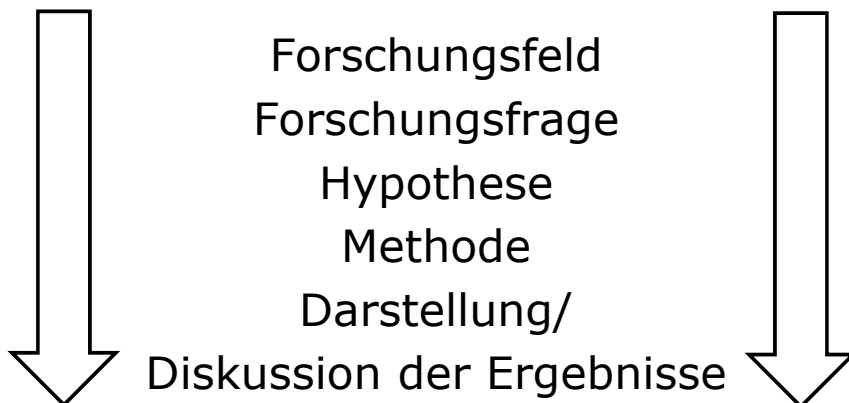 Forschungsfeld
Forschungsfrage
Hypothese
Methode
Darstellung/
Diskussion der Ergebnisse